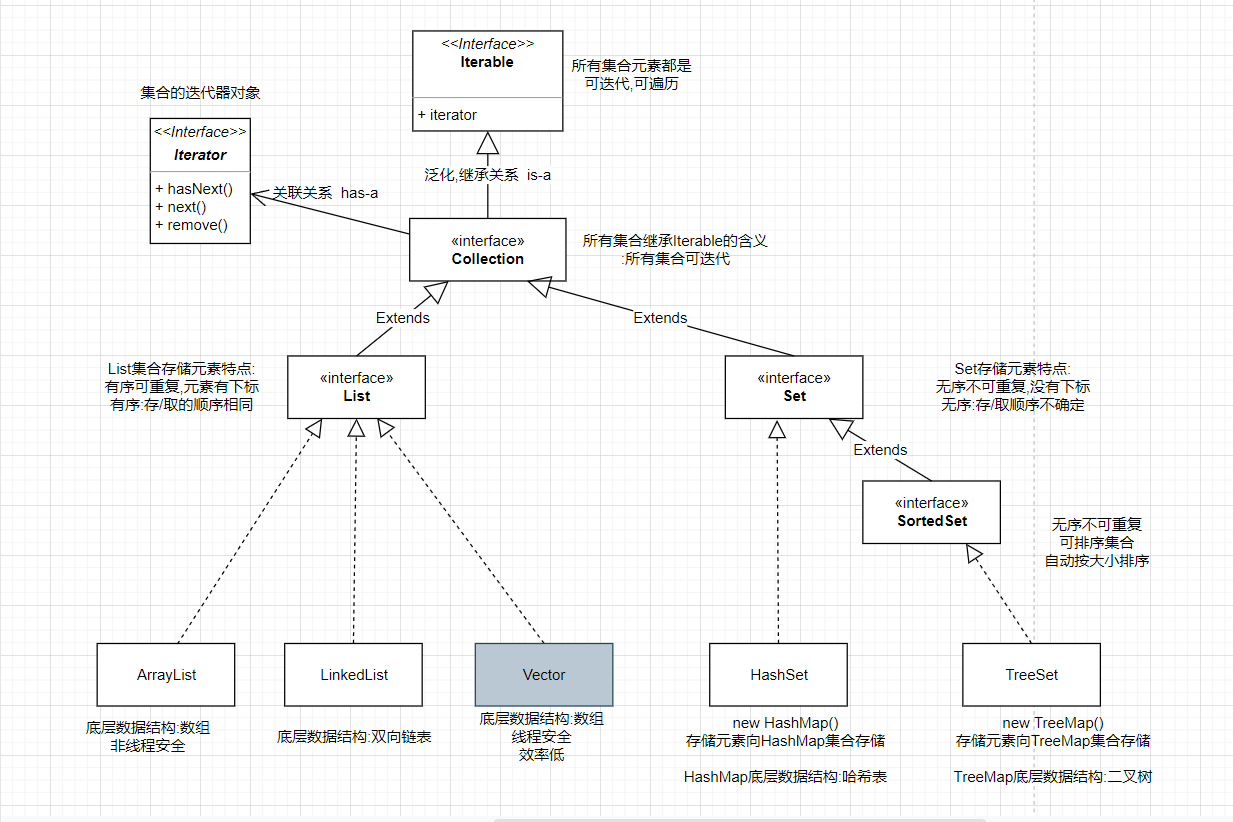 <<Interface>>
Iterable
+ iterator
所有集合元素都是
可迭代,可遍历
集合的迭代器对象
<<Interface>>
Iterator
+ hasNext()
+ next()
+ remove()
泛化,继承关系 is-a
关联关系 has-a
«interface»
Collection
所有集合继承Iterable的含义
:所有集合可迭代
Extends
Extends
List集合存储元素特点:
有序可重复,元素有下标
有序:存/取的顺序相同
«interface»
List
«interface»
Set
Set存储元素特点:
无序不可重复,没有下标
无序:存/取顺序不确定
Extends
«interface»
SortedSet
无序不可重复
可排序集合
自动按大小排序
ArrayList
底层数据结构:数组
非线程安全
LinkedList
底层数据结构:双向链表
Vector
底层数据结构:数组
线程安全
效率低
HashSet
new HashMap()
存储元素向HashMap集合存储
HashMap底层数据结构:哈希表
TreeSet
new TreeMap()
存储元素向TreeMap集合存储
TreeMap底层数据结构:二叉树